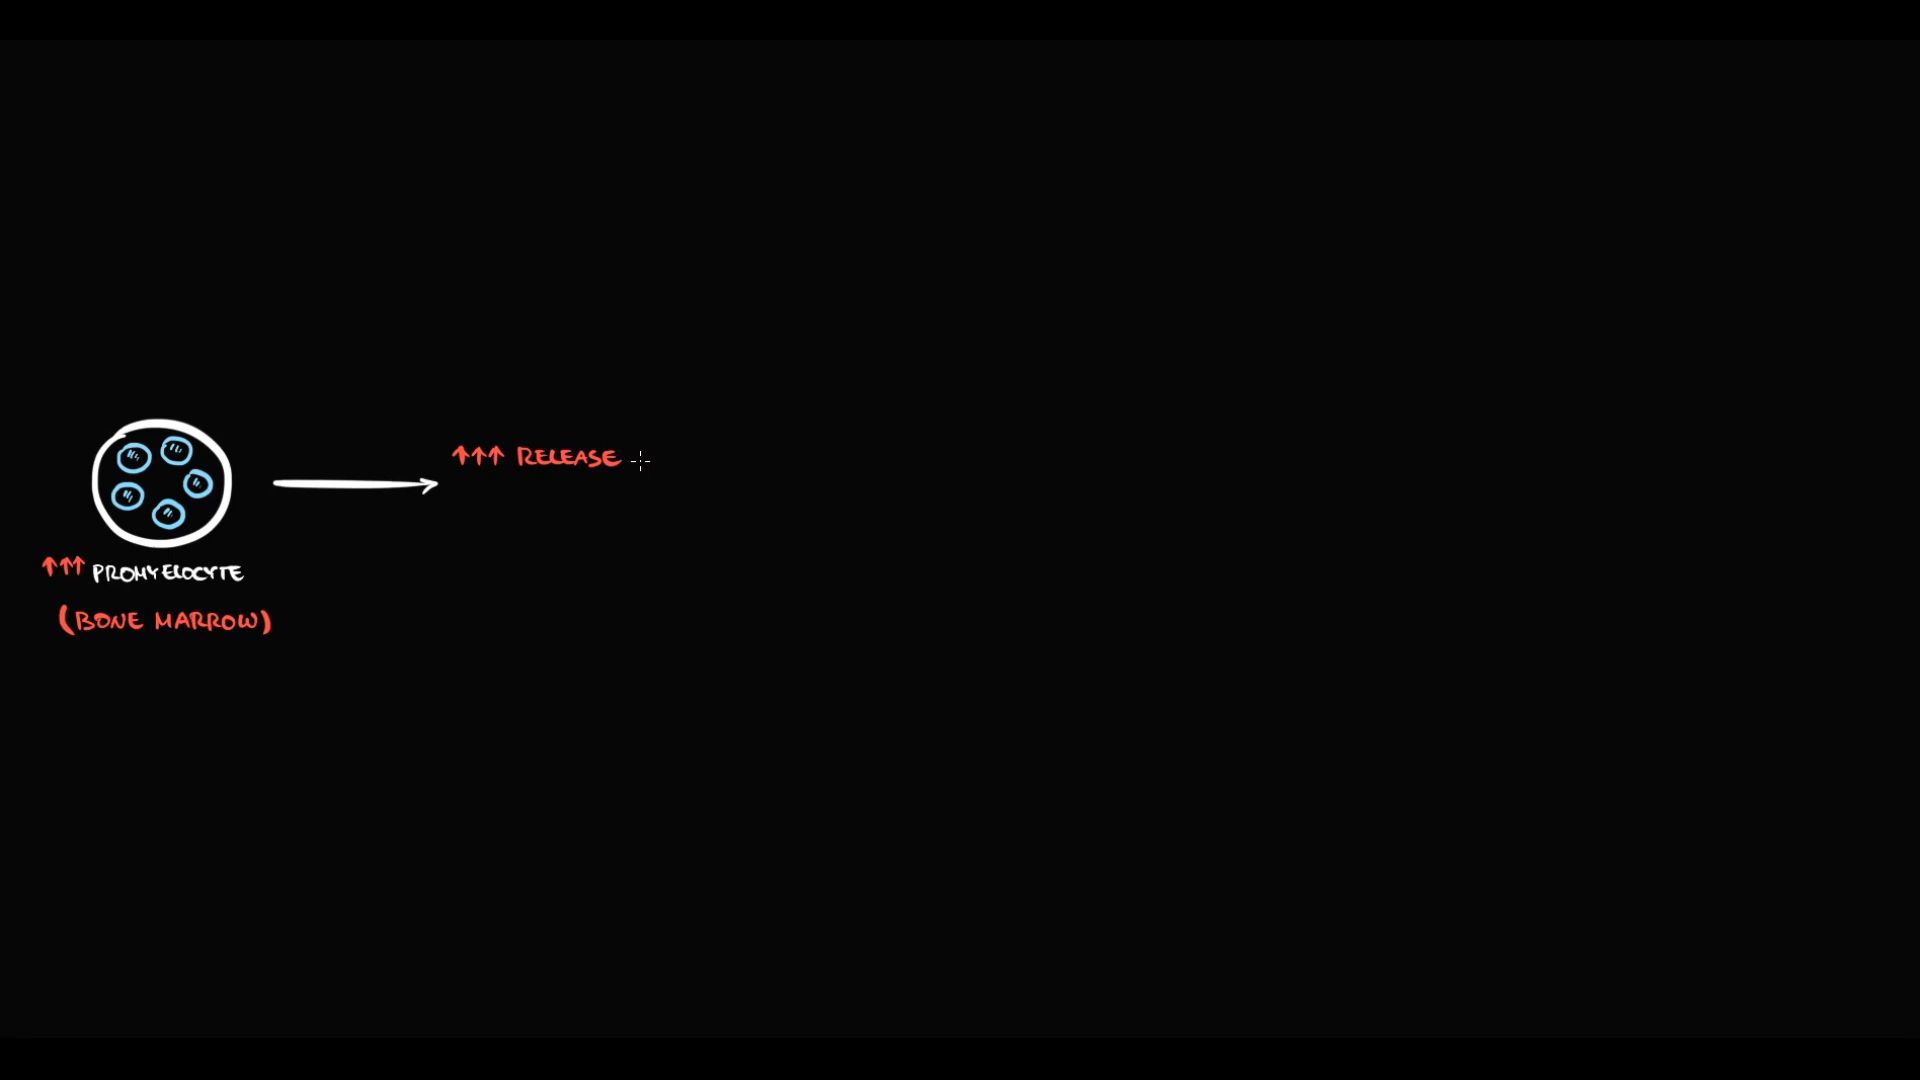 ↑↑↑ RELEASE
↑↑↑ PROMYELOCYTE
(BONE MARROW)